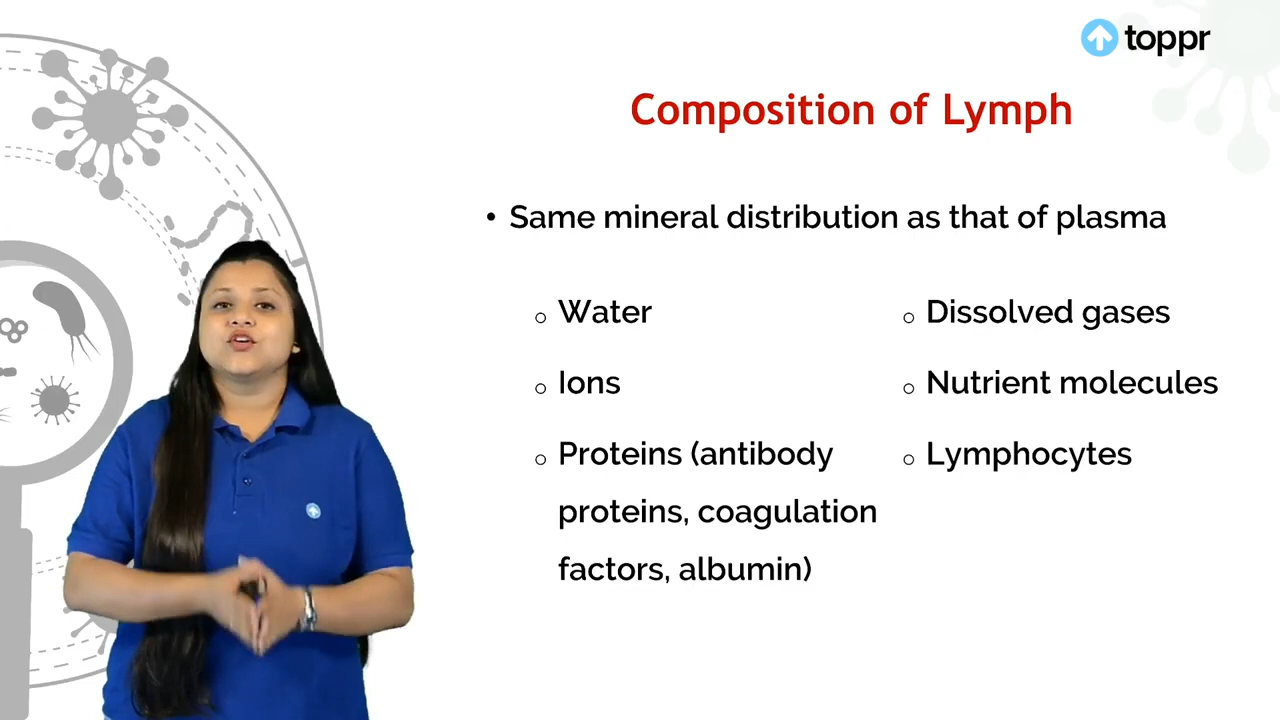 toppr
Composition of Lymph
• Same mineral distribution as that of plasma
o Water
o Dissolved gases
o Ions
o Nutrient molecules
o Proteins (antibody
proteins, coagulation
factors, albumin)
o Lymphocytes